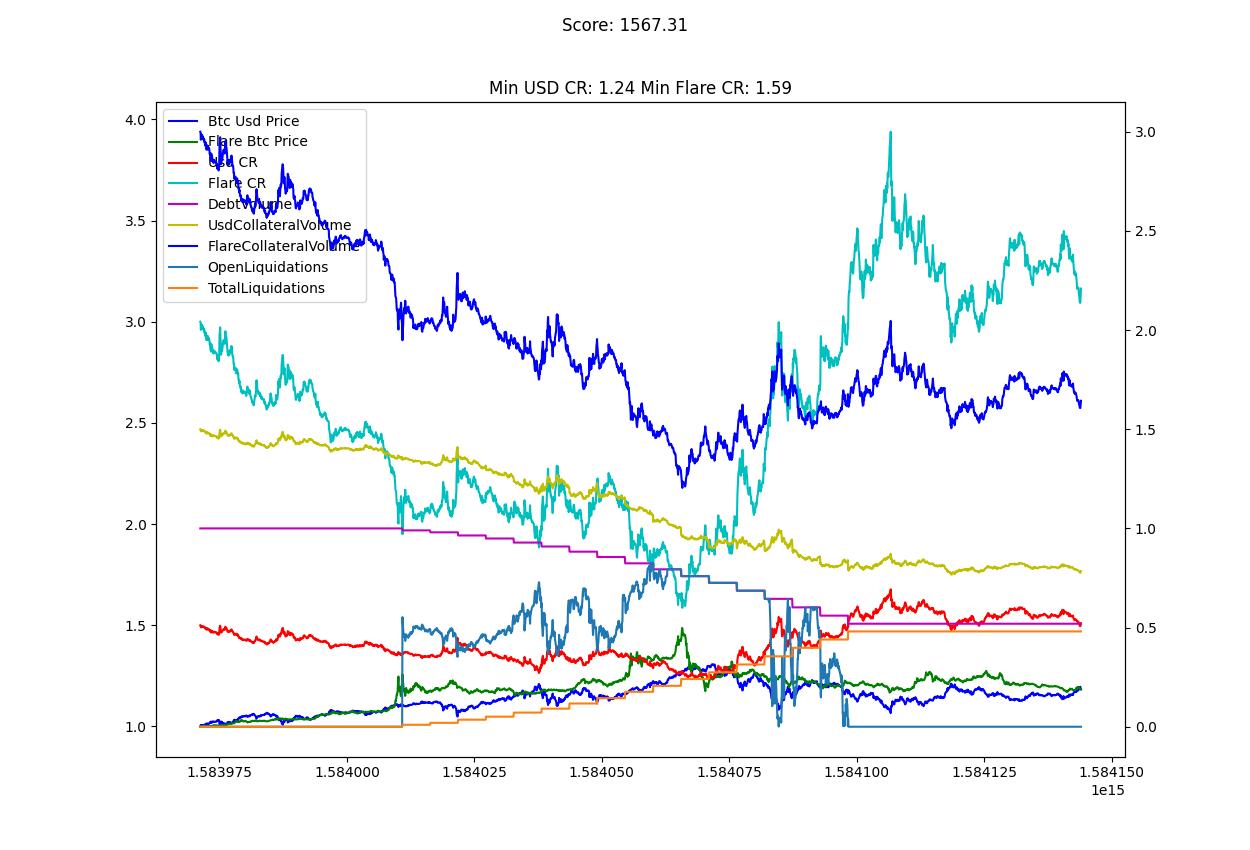 Score: 1567.31
Min USD CR: 1.24 Min Flare CR: 1.59
Btc Usd Price
Flare Btc Price
Usd CR
Flare CR
DebtVolume
UsdCollateralVolume
FlareCollateralVolume
OpenLiquidations
TotalLiquidations
4.0
3.5
3.0
2.5
2.0
1.5
1.0
3.0
2.5
2.0
1.5
1.0
0.5
0.0
1.583975 1.584000 1.584025 1.584050 1.584075 1.584100 1.584125 1.584150
1e15